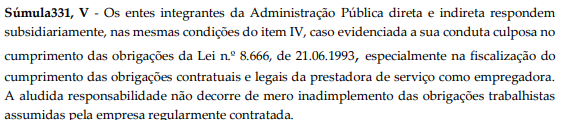 Súmula331, V - Os entes integrantes da Administração Pública direta e indireta respondem
subsidiariamente, nas mesmas condições do item IV, caso evidenciada a sua conduta culposa no
cumprimento das obrigações da Lei n.º 8.666, de 21.06.1993, especialmente na fiscalização do
cumprimento das obrigações contratuais e legais da prestadora de serviço como empregadora.
A aludida responsabilidade não decorre de mero inadimplemento das obrigações trabalhistas
assumidas pela empresa regularmente contratada.